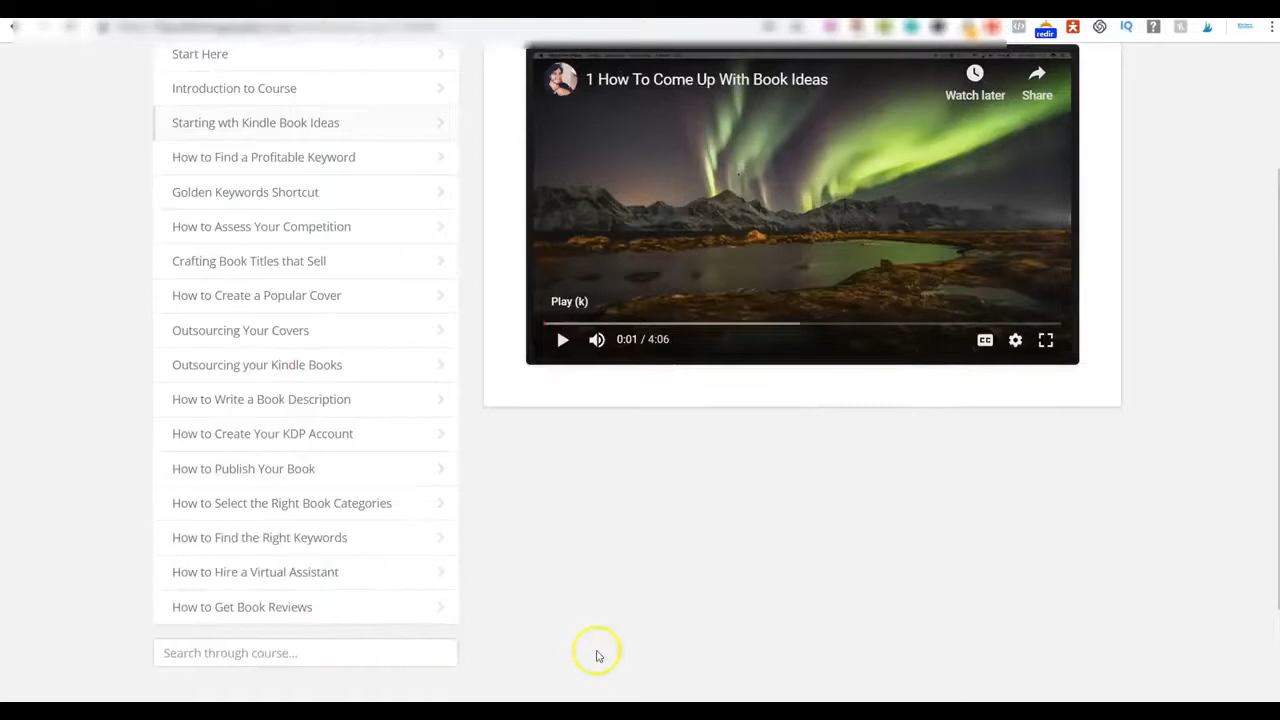 redir
IQ
?
Start Here
Introduction to Course
Starting wth Kindle Book Ideas
How to Find a Profitable Keyword
Golden Keywords Shortcut
How to Assess Your Competition
Crafting Book Titles that Sell
How to Create a Popular Cover
Outsourcing Your Covers
Outsourcing your Kindle Books
How to Write a Book Description
How to Create Your KDP Account
How to Publish Your Book
How to Select the Right Book Categories
How to Find the Right Keywords
How to Hire a Virtual Assistant
How to Get Book Reviews
Search through course...
1 How To Come Up With Book Ideas
Watch later
Share
Play (k)
0:01 / 4:06
CC